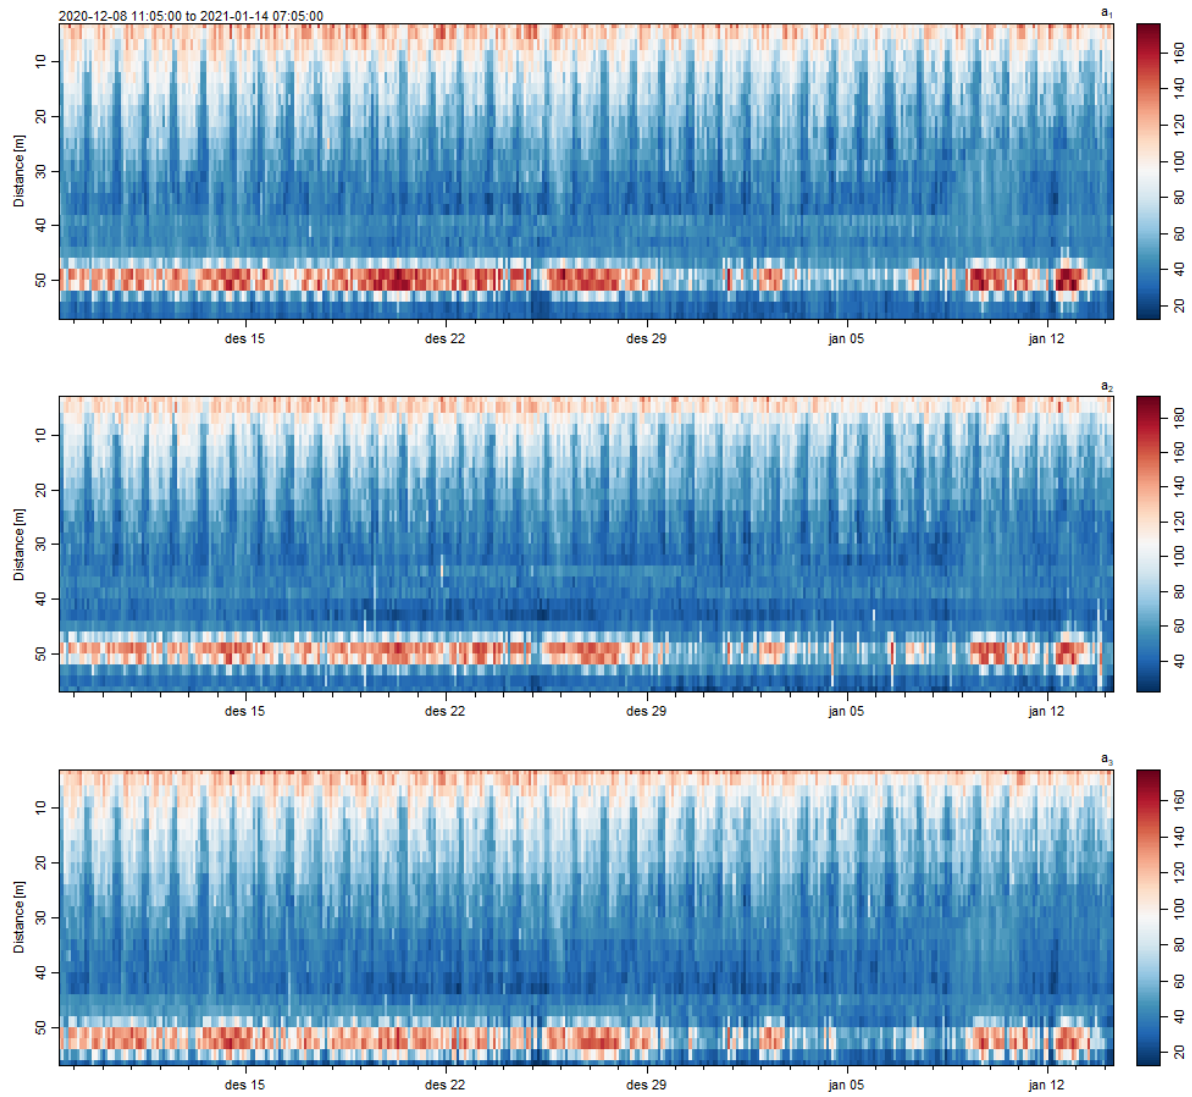 2020-12-08 11:05:00 to 2021-01-14 07:05:00
a₁
Distance [m]
10
20
30
40
50
des 15
des 22
des 29
jan 05
jan 12
20
40
60
80
100
120
140
160
a₂
Distance [m]
10
20
30
40
50
des 15
des 22
des 29
jan 05
jan 12
40
60
80
100
120
140
160
180
a₃
Distance [m]
10
20
30
40
50
des 15
des 22
des 29
jan 05
jan 12
20
40
60
80
100
120
140
160